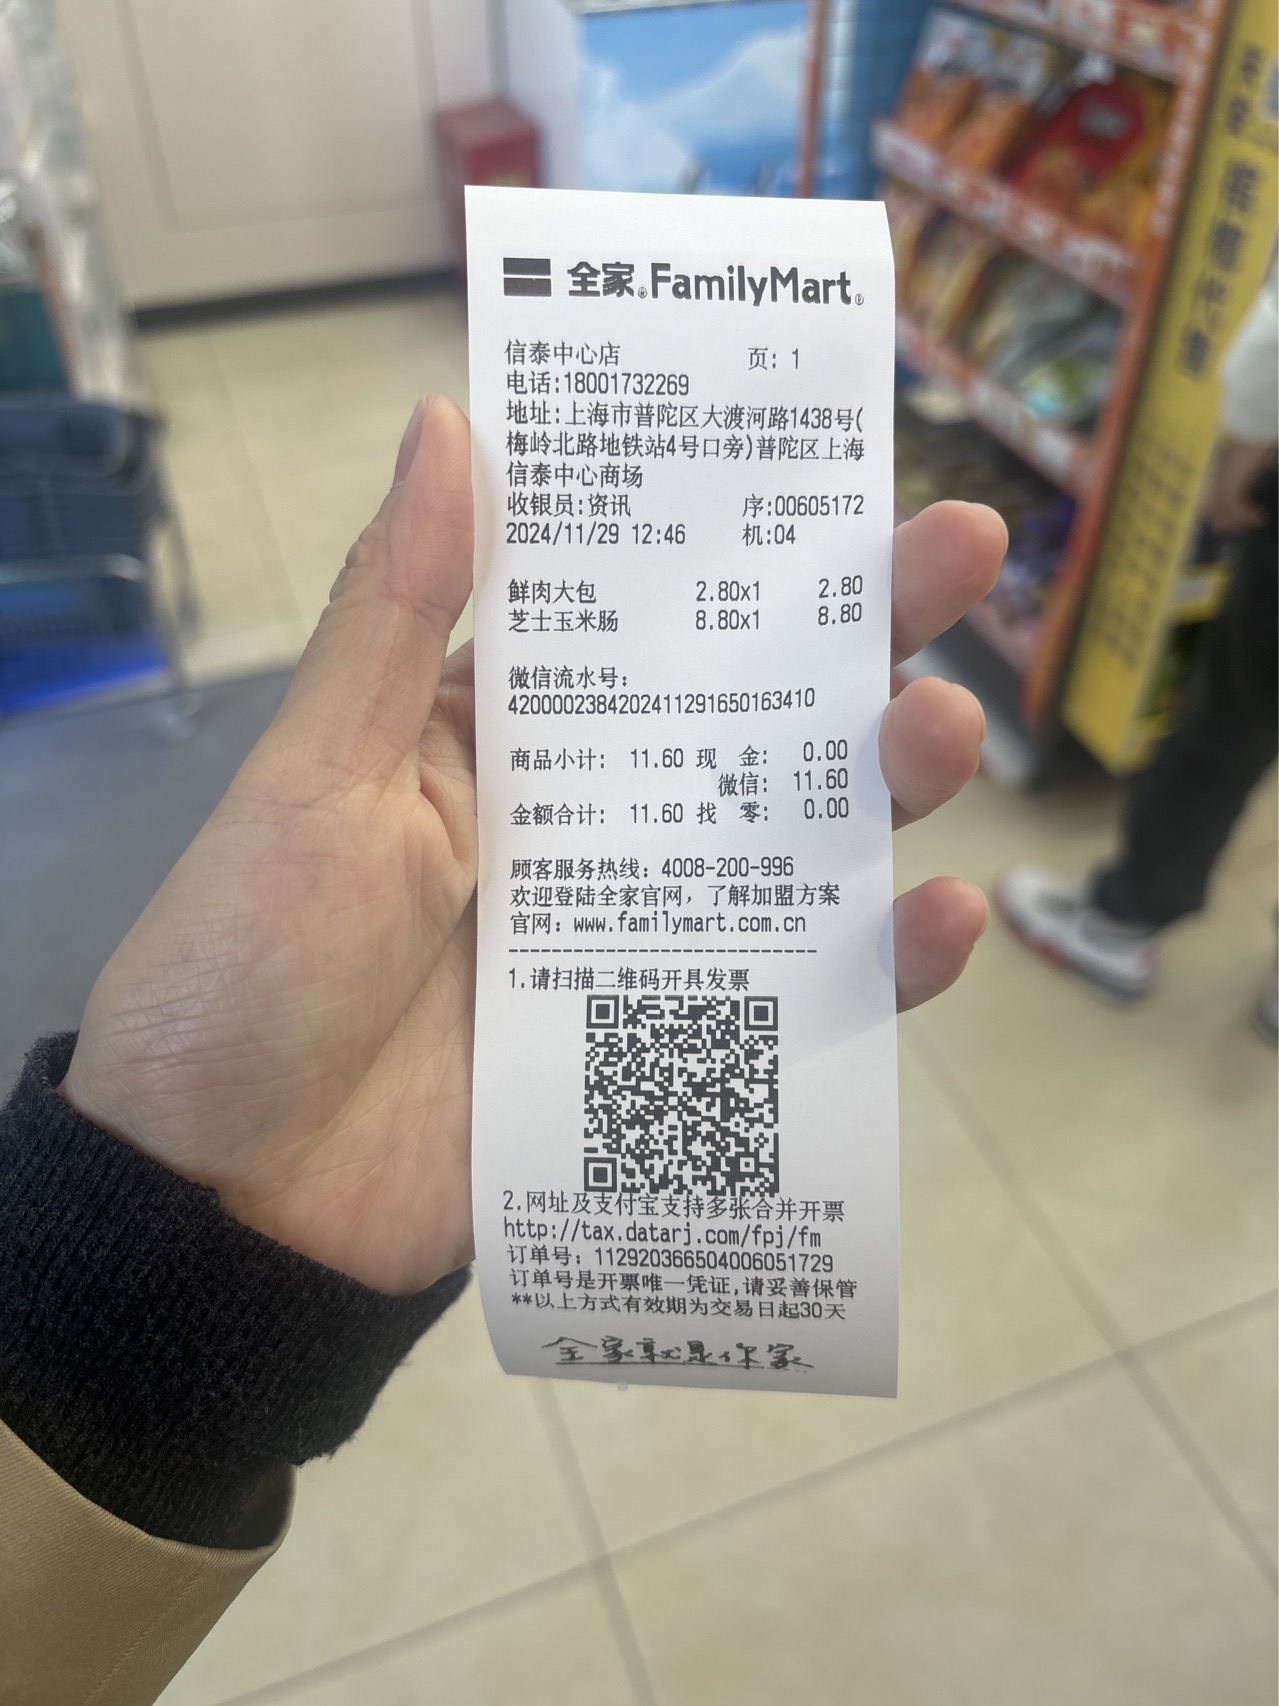 全家®FamilyMart®
信泰中心店 页: 1
电话:18001732269
地址:上海市普陀区大渡河路1438号(
梅岭北路地铁站4号口旁)普陀区上海
信泰中心商场
收银员:资讯 序:00605172
2024/11/29 12:46 机:04
鲜肉大包 2.80x1 2.80
芝士玉米肠 8.80x1 8.80
微信流水号:
4200002384202411291650163410
商品小计: 11.60 现 金: 0.00
微信: 11.60
金额合计: 11.60 找 零: 0.00
顾客服务热线: 4008-200-996
欢迎登陆全家官网, 了解加盟方案
官网: www.familymart.com.cn
------------------------------
1.请扫描二维码开具发票
2.网址及支付宝支持多张合并开票
http://tax.datarj.com/fpj/fm
订单号: 112920366504006051729
订单号是开票唯一凭证,请妥善保管
**以上方式有效期为交易日起30天
全家就是你家